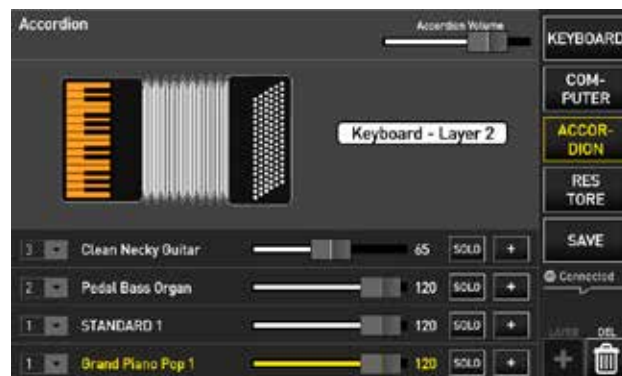 Accordion
Accordion Volume
KEYBOARD
COM-
PUTER
ACCOR-
DION
RES
TORE
SAVE
Connected
LAYER DEL
Keyboard - Layer 2
3 Clean Necky Guitar 65 SOLO +
2 Pedal Bass Organ 120 SOLO +
1 STANDARD 1 120 SOLO +
1 Grand Piano Pop 1 120 SOLO +
+